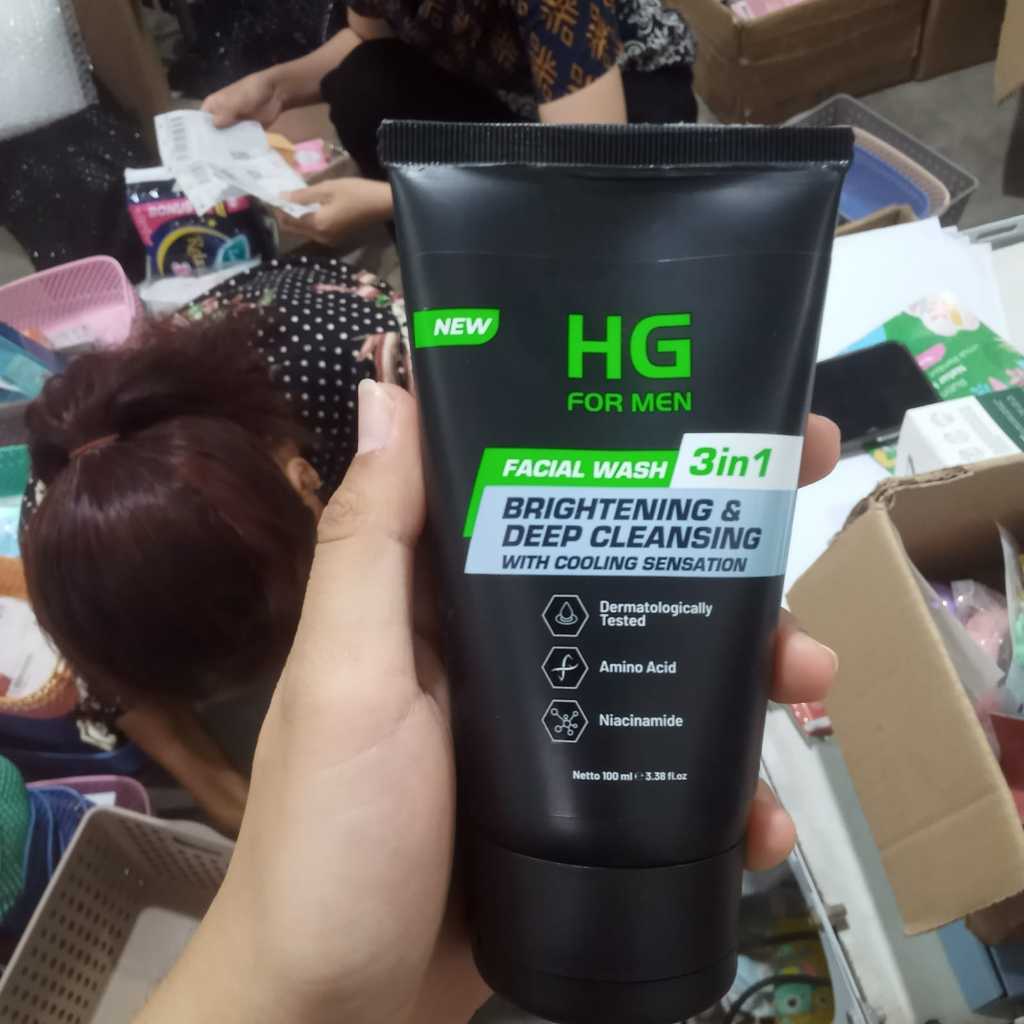 NEW
HG
FOR MEN
FACIAL WASH 3in1
BRIGHTENING &
DEEP CLEANSING
WITH COOLING SENSATION
Dermatologically
Tested
Amino Acid
Niacinamide
Netto 100 ml e 3.38 fl.oz